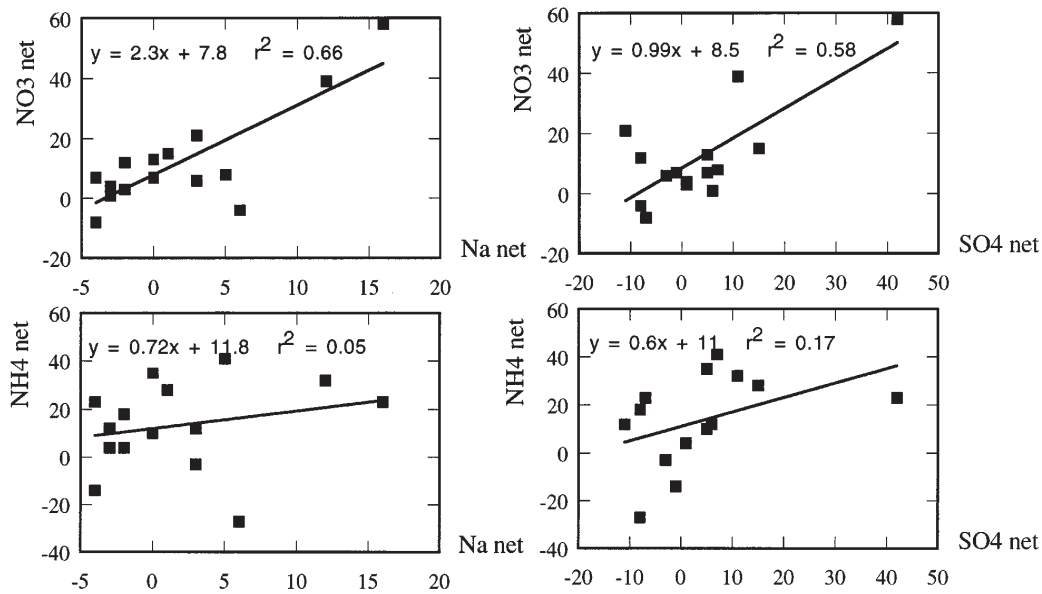 60
40
20
0
-20
NO3 net
y = 2.3x + 7.8 r2 = 0.66
-5 0 5 10 15 20
Na net
60
40
20
0
-20
NO3 net
y = 0.99x + 8.5 r2 = 0.58
-20 -10 0 10 20 30 40 50
SO4 net
60
40
20
0
-20
-40
NH4 net
y = 0.72x + 11.8 r2 = 0.05
-5 0 5 10 15 20
Na net
60
40
20
0
-20
-40
NH4 net
y = 0.6x + 11 r2 = 0.17
-20 -10 0 10 20 30 40 50
SO4 net